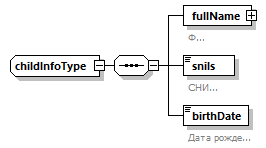 fullName
Ф...
childInfoType
snils
СНИ...
birthDate
Дата рожде...